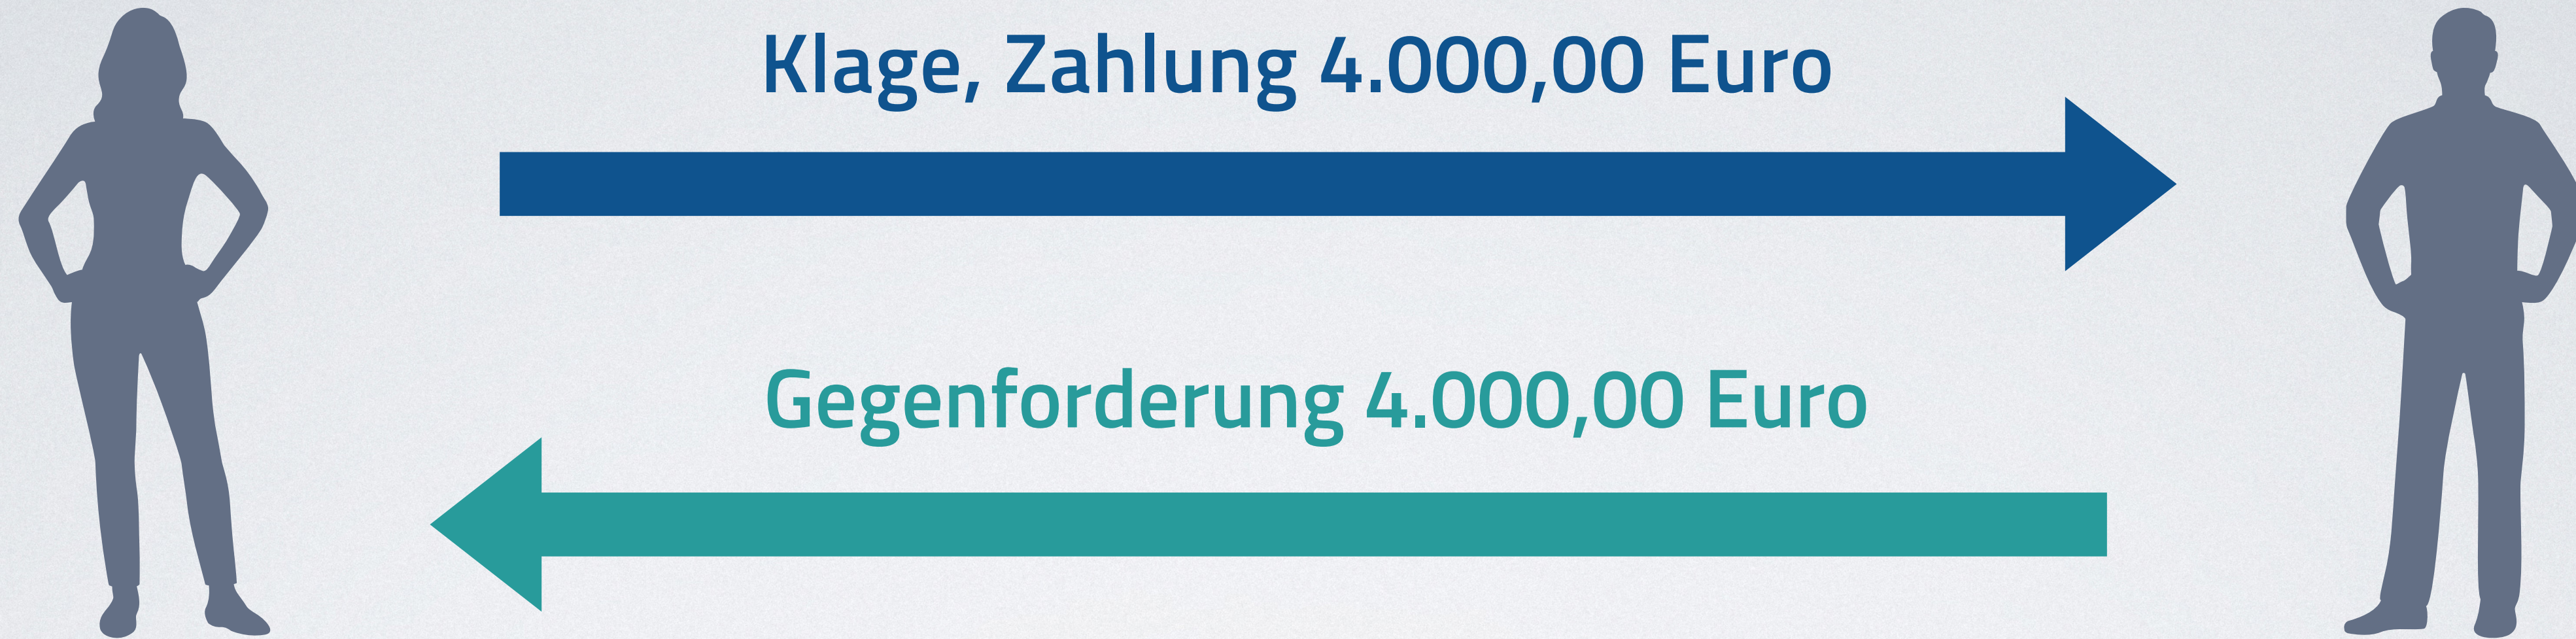 Klage, Zahlung 4.000,00 Euro
Gegenforderung 4.000,00 Euro